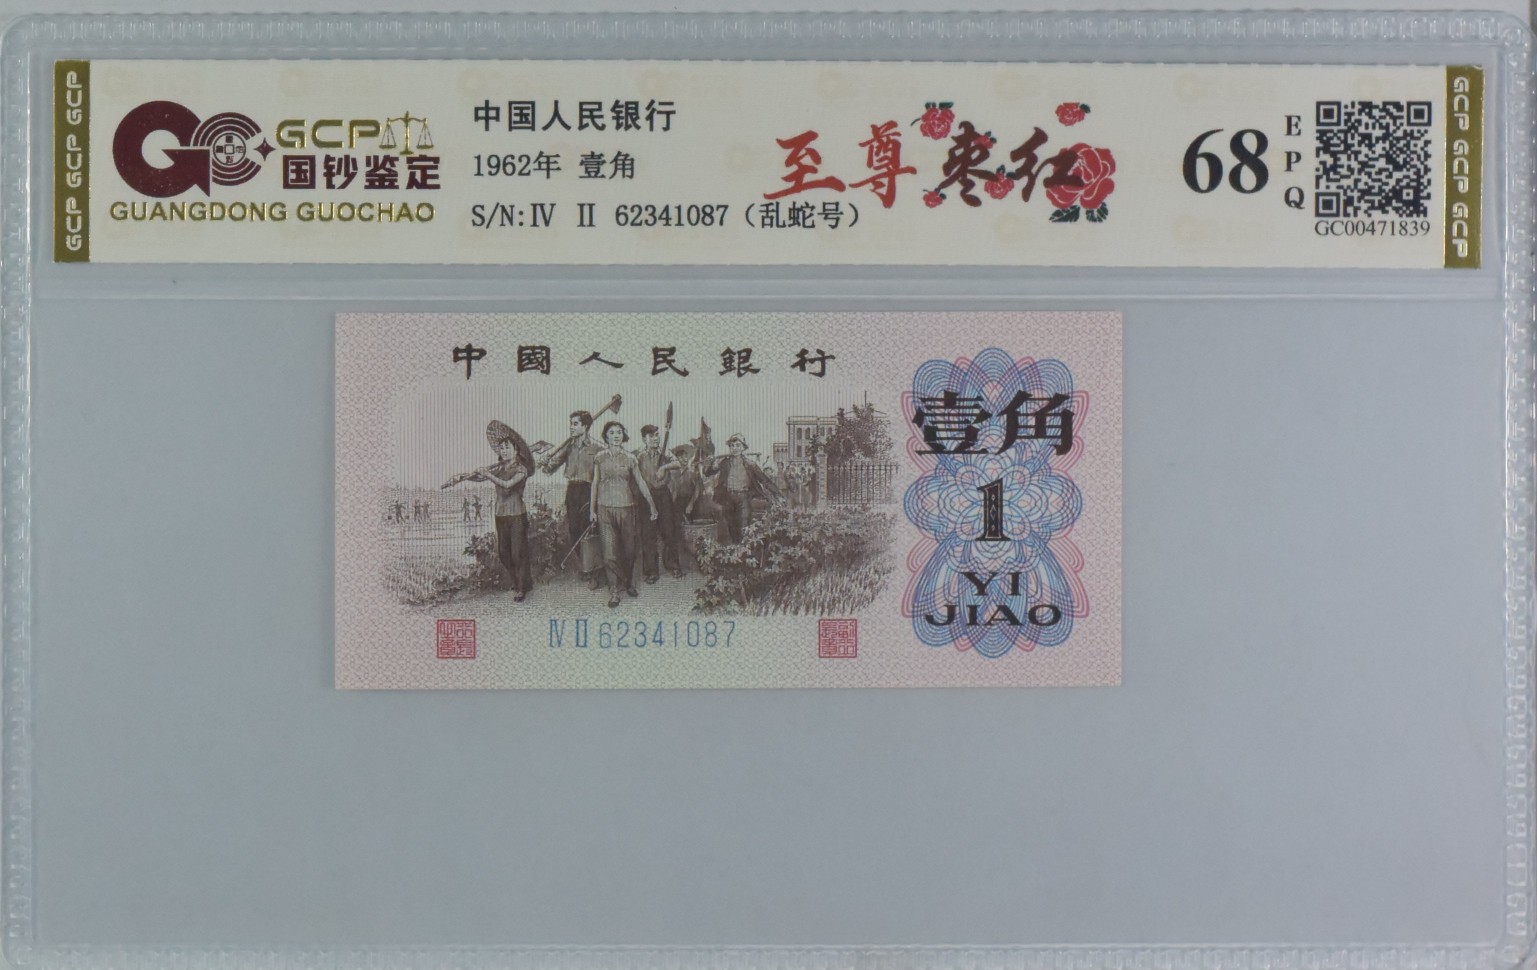 GCP GCP GCP
GCP
国钞鉴定
GUANGDONG GUOCHAO
中国人民银行
1962年 壹角
S/N:Ⅳ Ⅱ 62341087（乱蛇号）
至尊枣红
68
EPQ
GC00471839
GCP GCP GCP
中國人民銀行
壹角
1
YI
JIAO
ⅣⅡ62341087